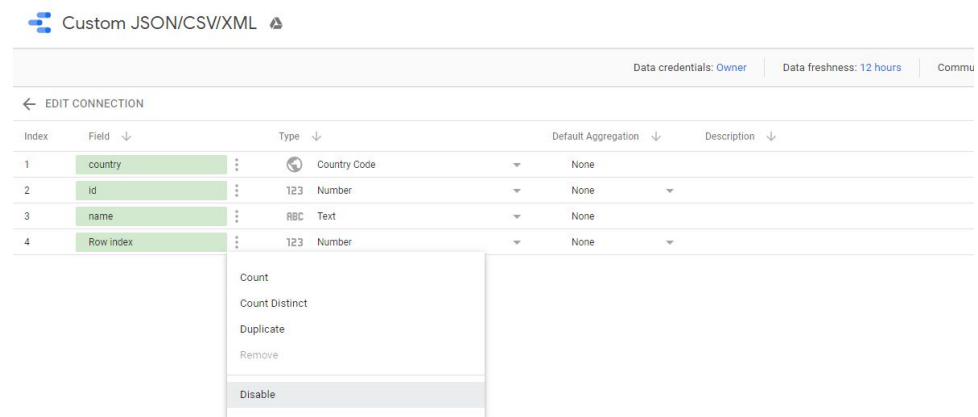 Custom JSON/CSV/XML
Data credentials: Owner Data freshness: 12 hours Commu
EDIT CONNECTION
Index Field Type Default Aggregation Description
1 country Country Code None
2 id 123 Number None
3 name ABC Text None
4 Row index 123 Number None
Count
Count Distinct
Duplicate
Remove
Disable